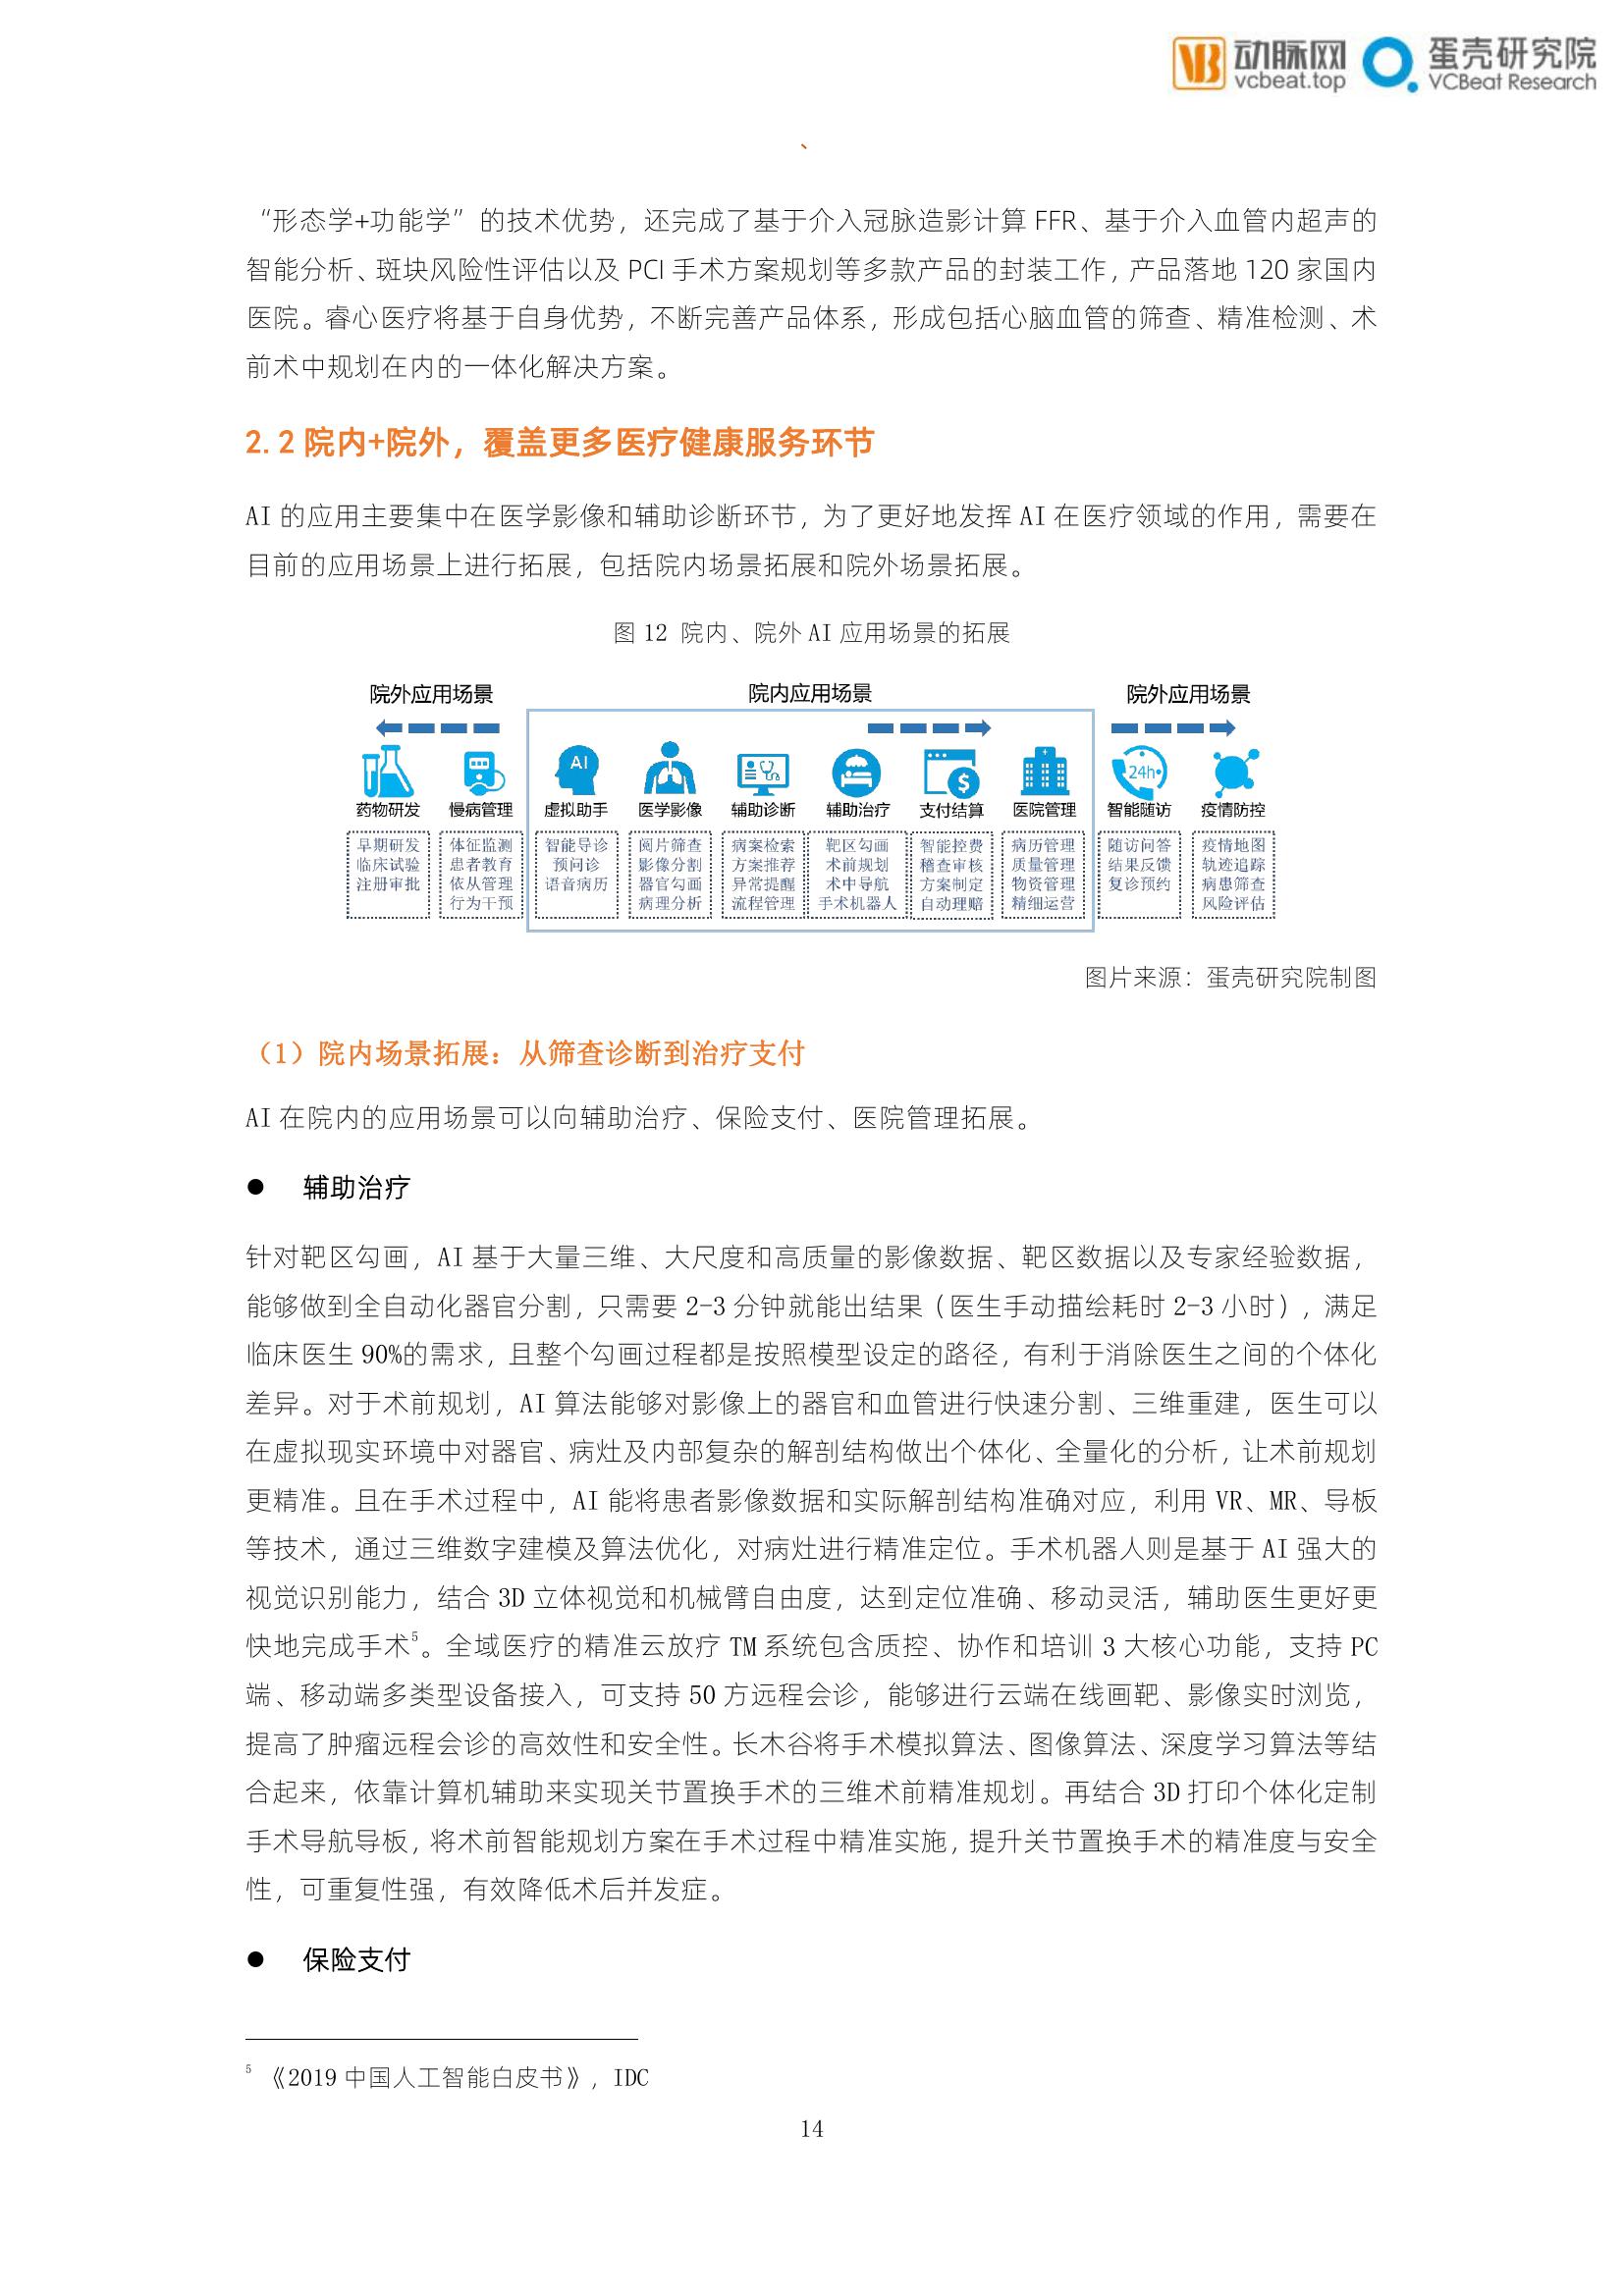 动脉网
vcbeat.top
蛋壳研究院
VCBeat Research
、
“形态学+功能学”的技术优势，还完成了基于介入冠脉造影计算 FFR、基于介入血管内超声的
智能分析、斑块风险性评估以及 PCI 手术方案规划等多款产品的封装工作，产品落地 120 家国内
医院。睿心医疗将基于自身优势，不断完善产品体系，形成包括心脑血管的筛查、精准检测、术
前术中规划在内的一体化解决方案。
2.2 院内+院外，覆盖更多医疗健康服务环节
AI 的应用主要集中在医学影像和辅助诊断环节，为了更好地发挥 AI 在医疗领域的作用，需要在
目前的应用场景上进行拓展，包括院内场景拓展和院外场景拓展。
图 12 院内、院外 AI 应用场景的拓展
院外应用场景 院内应用场景 院外应用场景
AI
$
24h
药物研发 慢病管理 虚拟助手 医学影像 辅助诊断 辅助治疗 支付结算 医院管理 智能随访 疫情防控
早期研发 体征监测 智能导诊 阅片筛查 病案检索 靶区勾画 智能控费 病历管理 随访问答 疫情地图
临床试验 患者教育 预问诊 影像分割 方案推荐 术前规划 稽查审核 质量管理 结果反馈 轨迹追踪
注册审批 依从管理 语音病历 器官勾画 异常提醒 术中导航 方案制定 物资管理 复诊预约 病患筛查
行为干预 病理分析 流程管理 手术机器人 自动理赔 精细运营 风险评估
图片来源：蛋壳研究院制图
（1）院内场景拓展：从筛查诊断到治疗支付
AI 在院内的应用场景可以向辅助治疗、保险支付、医院管理拓展。
● 辅助治疗
针对靶区勾画，AI 基于大量三维、大尺度和高质量的影像数据、靶区数据以及专家经验数据，
能够做到全自动化器官分割，只需要 2-3 分钟就能出结果（医生手动描绘耗时 2-3 小时），满足
临床医生 90%的需求，且整个勾画过程都是按照模型设定的路径，有利于消除医生之间的个体化
差异。对于术前规划，AI 算法能够对影像上的器官和血管进行快速分割、三维重建，医生可以
在虚拟现实环境中对器官、病灶及内部复杂的解剖结构做出个体化、全量化的分析，让术前规划
更精准。且在手术过程中，AI 能将患者影像数据和实际解剖结构准确对应，利用 VR、MR、导板
等技术，通过三维数字建模及算法优化，对病灶进行精准定位。手术机器人则是基于 AI 强大的
视觉识别能力，结合 3D 立体视觉和机械臂自由度，达到定位准确、移动灵活，辅助医生更好更
快地完成手术⁵。全域医疗的精准云放疗 TM 系统包含质控、协作和培训 3 大核心功能，支持 PC
端、移动端多类型设备接入，可支持 50 方远程会诊，能够进行云端在线画靶、影像实时浏览，
提高了肿瘤远程会诊的高效性和安全性。长木谷将手术模拟算法、图像算法、深度学习算法等结
合起来，依靠计算机辅助来实现关节置换手术的三维术前精准规划。再结合 3D 打印个体化定制
手术导航导板，将术前智能规划方案在手术过程中精准实施，提升关节置换手术的精准度与安全
性，可重复性强，有效降低术后并发症。
● 保险支付
⁵ 《2019 中国人工智能白皮书》，IDC
14